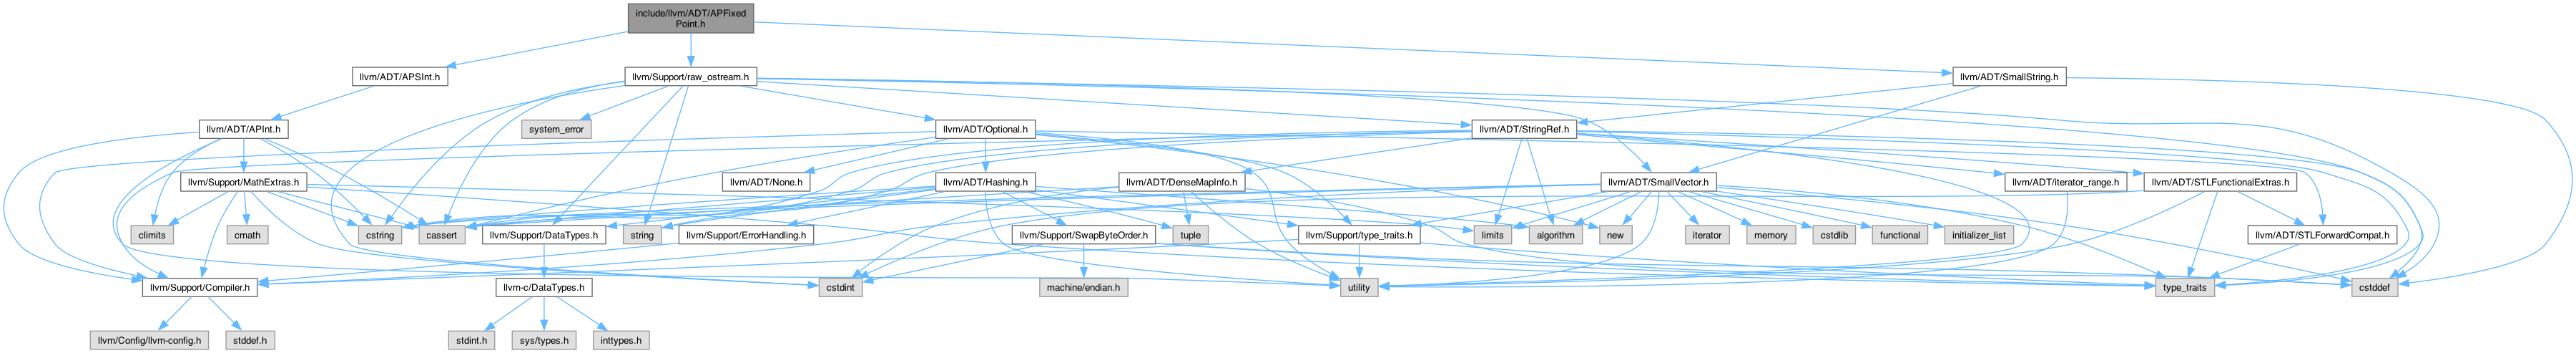 include/llvm/ADT/APFixed
Point.h
llvm/ADT/APSInt.h
llvm/Support/raw_ostream.h
llvm/ADT/SmallString.h
llvm/ADT/APInt.h
system_error
llvm/ADT/Optional.h
llvm/ADT/StringRef.h
llvm/Support/MathExtras.h
llvm/ADT/None.h
llvm/ADT/Hashing.h
llvm/ADT/DenseMapInfo.h
llvm/ADT/SmallVector.h
llvm/ADT/iterator_range.h
llvm/ADT/STLFunctionalExtras.h
climits
cmath
cstring
cassert
llvm/Support/DataTypes.h
string
llvm/Support/ErrorHandling.h
llvm/Support/SwapByteOrder.h
tuple
llvm/Support/type_traits.h
limits
algorithm
new
iterator
memory
cstdlib
functional
initializer_list
llvm/ADT/STLForwardCompat.h
llvm/Support/Compiler.h
llvm-c/DataTypes.h
cstdint
machine/endian.h
utility
type_traits
cstddef
llvm/Config/llvm-config.h
stddef.h
stdint.h
sys/types.h
inttypes.h